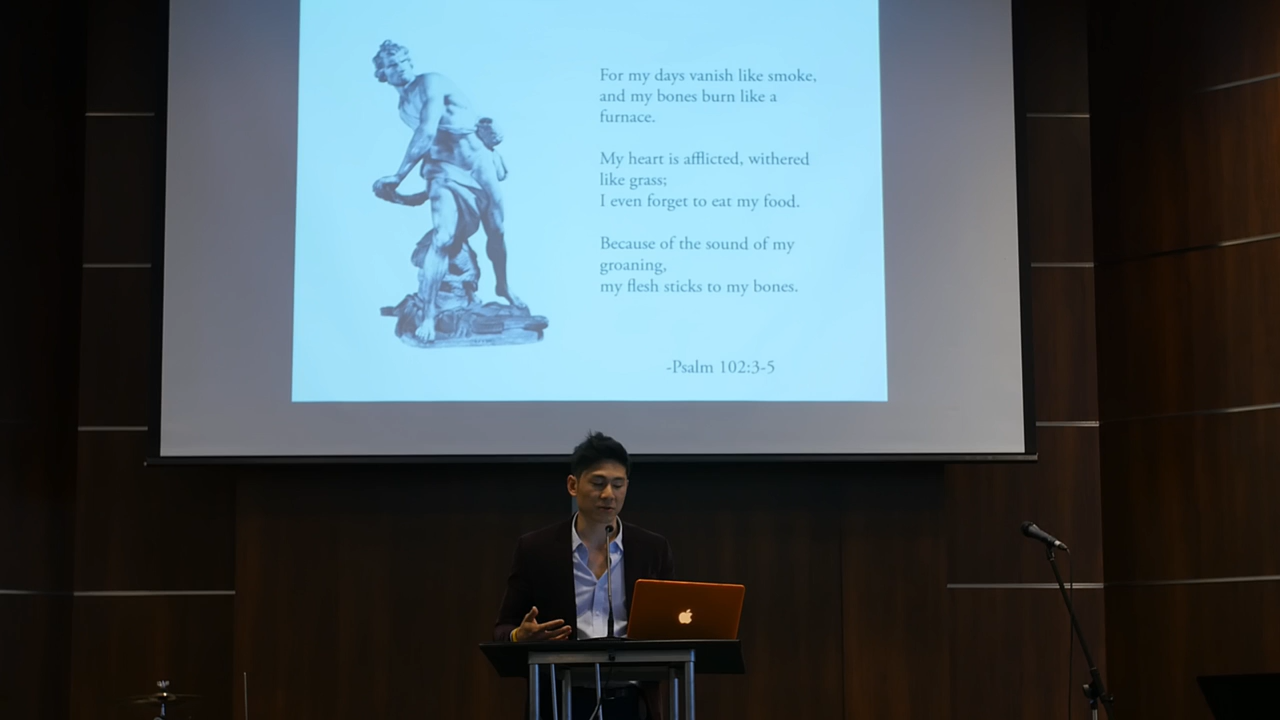 For my days vanish like smoke,
and my bones burn like a
furnace.
My heart is afflicted, withered
like grass;
I even forget to eat my food.
Because of the sound of my
groaning,
my flesh sticks to my bones.
-Psalm 102:3-5